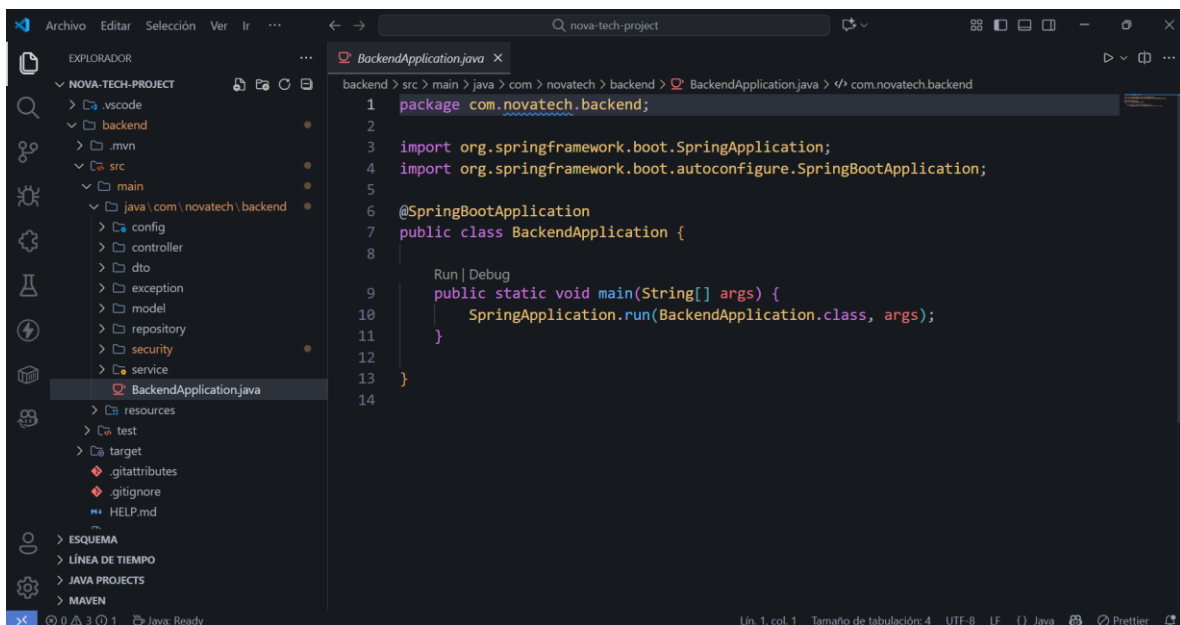 Archivo Editar Selección Ver Ir ···
nova-tech-project
EXPLORADOR
NOVA-TECH-PROJECT
.vscode
backend
.mvn
src
main
java\com\novatech\backend
config
controller
dto
exception
model
repository
security
service
BackendApplication.java
resources
test
target
.gitattributes
.gitignore
HELP.md
ESQUEMA
LÍNEA DE TIEMPO
JAVA PROJECTS
MAVEN
BackendApplication.java
backend > src > main > java > com > novatech > backend > BackendApplication.java > com.novatech.backend
1 package com.novatech.backend;
2
3 import org.springframework.boot.SpringApplication;
4 import org.springframework.boot.autoconfigure.SpringBootApplication;
5
6 @SpringBootApplication
7 public class BackendApplication {
8
Run | Debug
9 public static void main(String[] args) {
10 SpringApplication.run(BackendApplication.class, args);
11 }
12
13 }
14
0 3 1 Java: Ready
Lín. 1, col. 1 Tamaño de tabulación: 4 UTF-8 LF {} Java Prettier